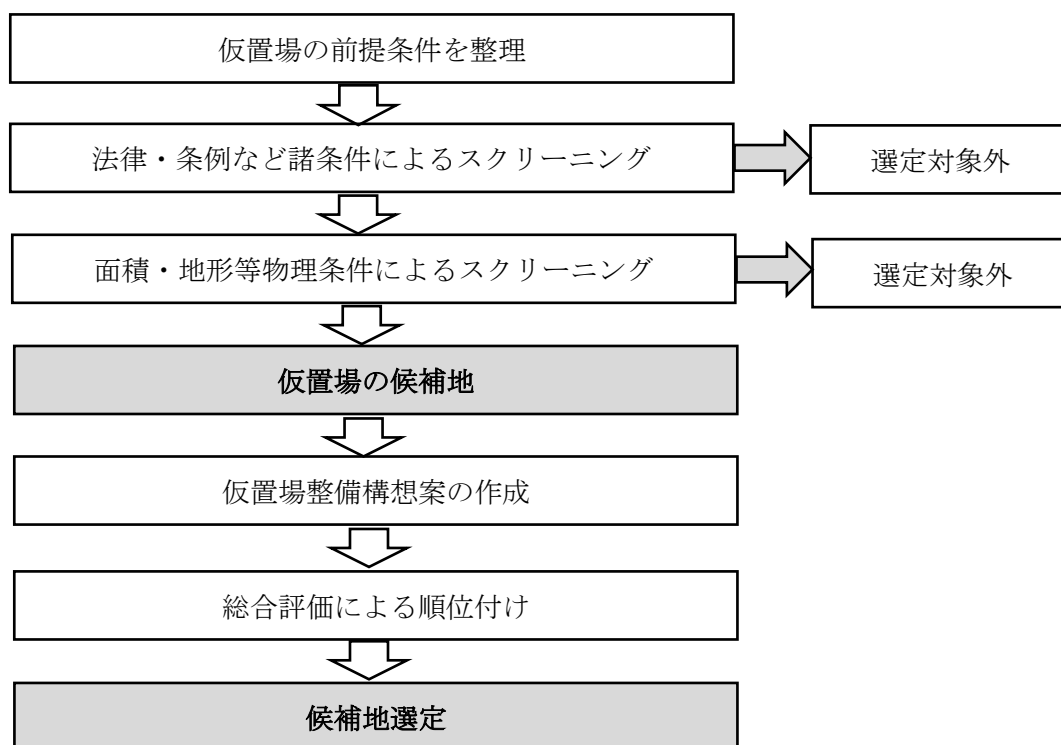 仮置場の前提条件を整理
法律・条例など諸条件によるスクリーニング
選定対象外
面積・地形等物理条件によるスクリーニング
選定対象外
仮置場の候補地
仮置場整備構想案の作成
総合評価による順位付け
候補地選定